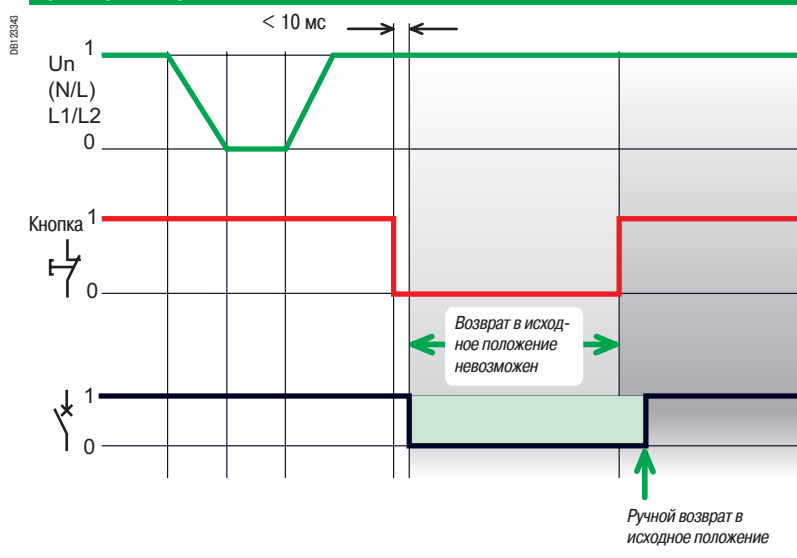 DB123343
< 10 мс
Un
(N/L)
L1/L2
1
0
Кнопка
1
0
Возврат в исход-
ное положение
невозможен
1
0
Ручной возврат в
исходное положение